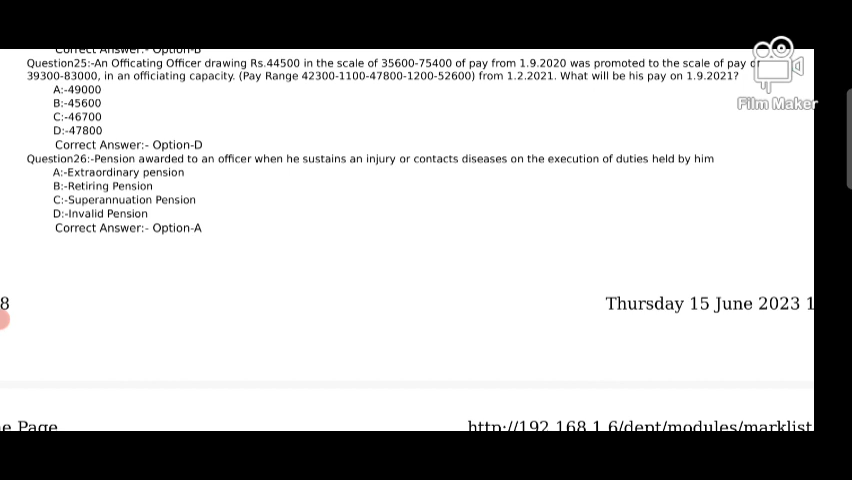 Correct Answer:- Option-B
Question25:-An Officating Officer drawing Rs.44500 in the scale of 35600-75400 of pay from 1.9.2020 was promoted to the scale of pay of
39300-83000, in an officiating capacity. (Pay Range 42300-1100-47800-1200-52600) from 1.2.2021. What will be his pay on 1.9.2021?
A:-49000
B:-45600
C:-46700
D:-47800
Correct Answer:- Option-D
Question26:-Pension awarded to an officer when he sustains an injury or contacts diseases on the execution of duties held by him
A:-Extraordinary pension
B:-Retiring Pension
C:-Superannuation Pension
D:-Invalid Pension
Correct Answer:- Option-A
Film Maker
8
Thursday 15 June 2023 1
e Page
http://192.168.1.6/dept/modules/marklist